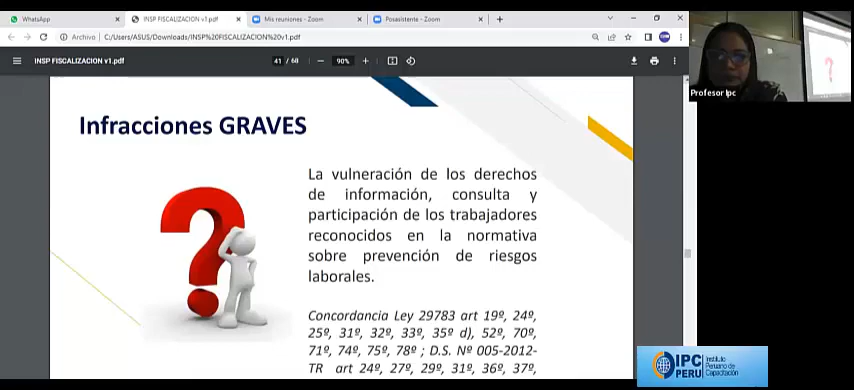 WhatsApp
INSP FISCALIZACION v1.pdf
Mis reuniones - Zoom
Posasistente - Zoom
Archivo
C:/Users/ASUS/Downloads/INSP%20FISCALIZACION%20v1.pdf
INSP FISCALIZACION v1.pdf
41 / 68
90%
Profesor Ipc
Infracciones GRAVES
La vulneración de los derechos
de información, consulta y
participación de los trabajadores
reconocidos en la normativa
sobre prevención de riesgos
laborales.
Concordancia Ley 29783 art 19º, 24º,
25º, 31º, 32º, 33º, 35º d), 52º, 70º,
71º, 74º, 75º, 78º ; D.S. Nº 005-2012-
TR art 24º, 27º, 29º, 31º, 36º, 37º,
IPC
PERU
Instituto
Peruano de
Capacitación